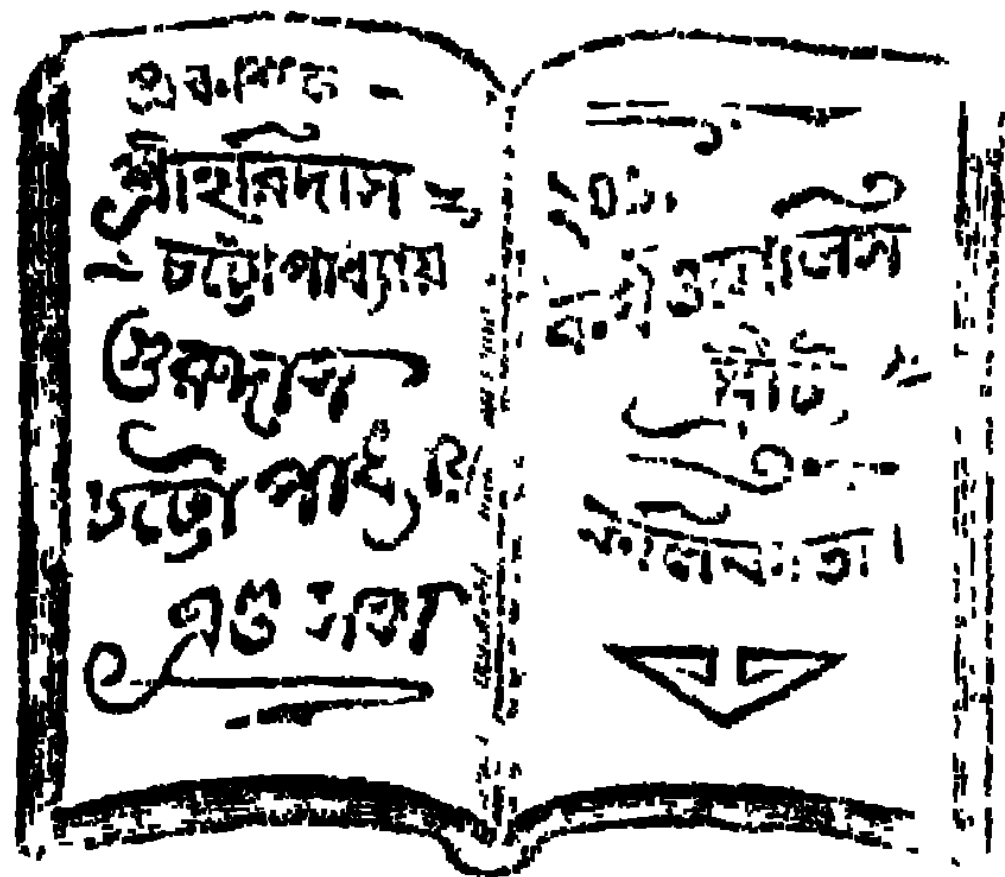 প্রকাশক —
শ্রীহরিদাস
— চট্টোপাধ্যায়
গুরুদাস
চট্টোপাধ্যায়
এণ্ড সন্স
কর্ণওয়ালিস
ষ্ট্রীট,
কলিকাতা।